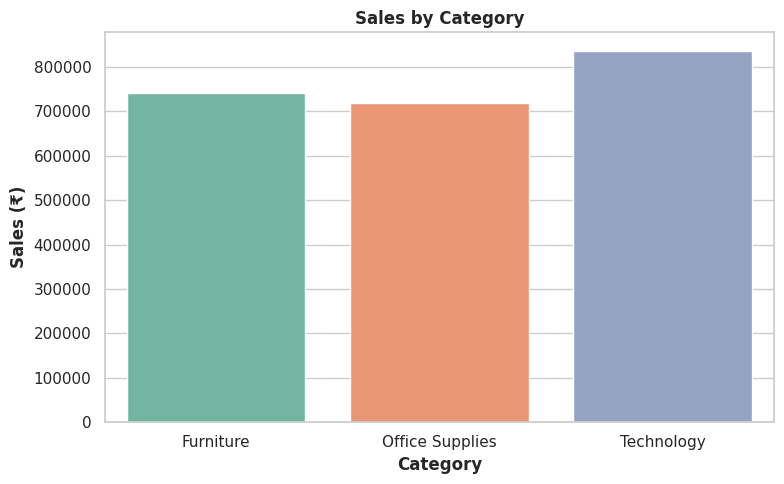 Sales by Category
Sales (₹)
800000
700000
600000
500000
400000
300000
200000
100000
0
Furniture
Office Supplies
Technology
Category